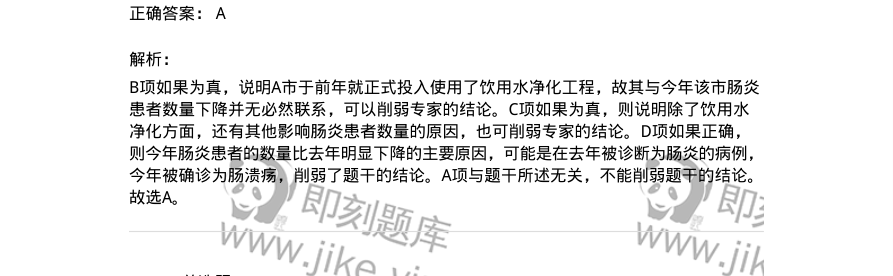 正确答案： A
解析：
B项如果为真，说明A市于前年就正式投入使用了饮用水净化工程，故其与今年该市肠炎
患者数量下降并无必然联系，可以削弱专家的结论。C项如果为真，则说明除了饮用水
净化方面，还有其他影响肠炎患者数量的原因，也可削弱专家的结论。D项如果正确，
则今年肠炎患者的数量比去年明显下降的主要原因，可能是在去年被诊断为肠炎的病例，
今年被确诊为肠溃疡，削弱了题干的结论。A项与题干所述无关，不能削弱题干的结论。
故选A。
即刻题库
www.jike.vi
即刻
www.jik